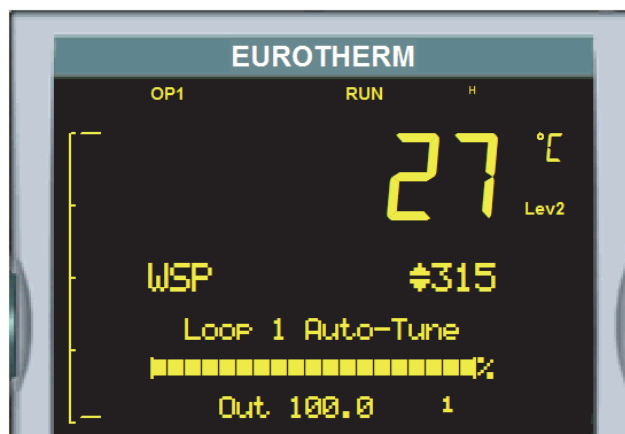 EUROTHERM
OP1 RUN H
27 °C
Lev2
WSP 315
Loop 1 Auto-Tune
%
Out 100.0 1